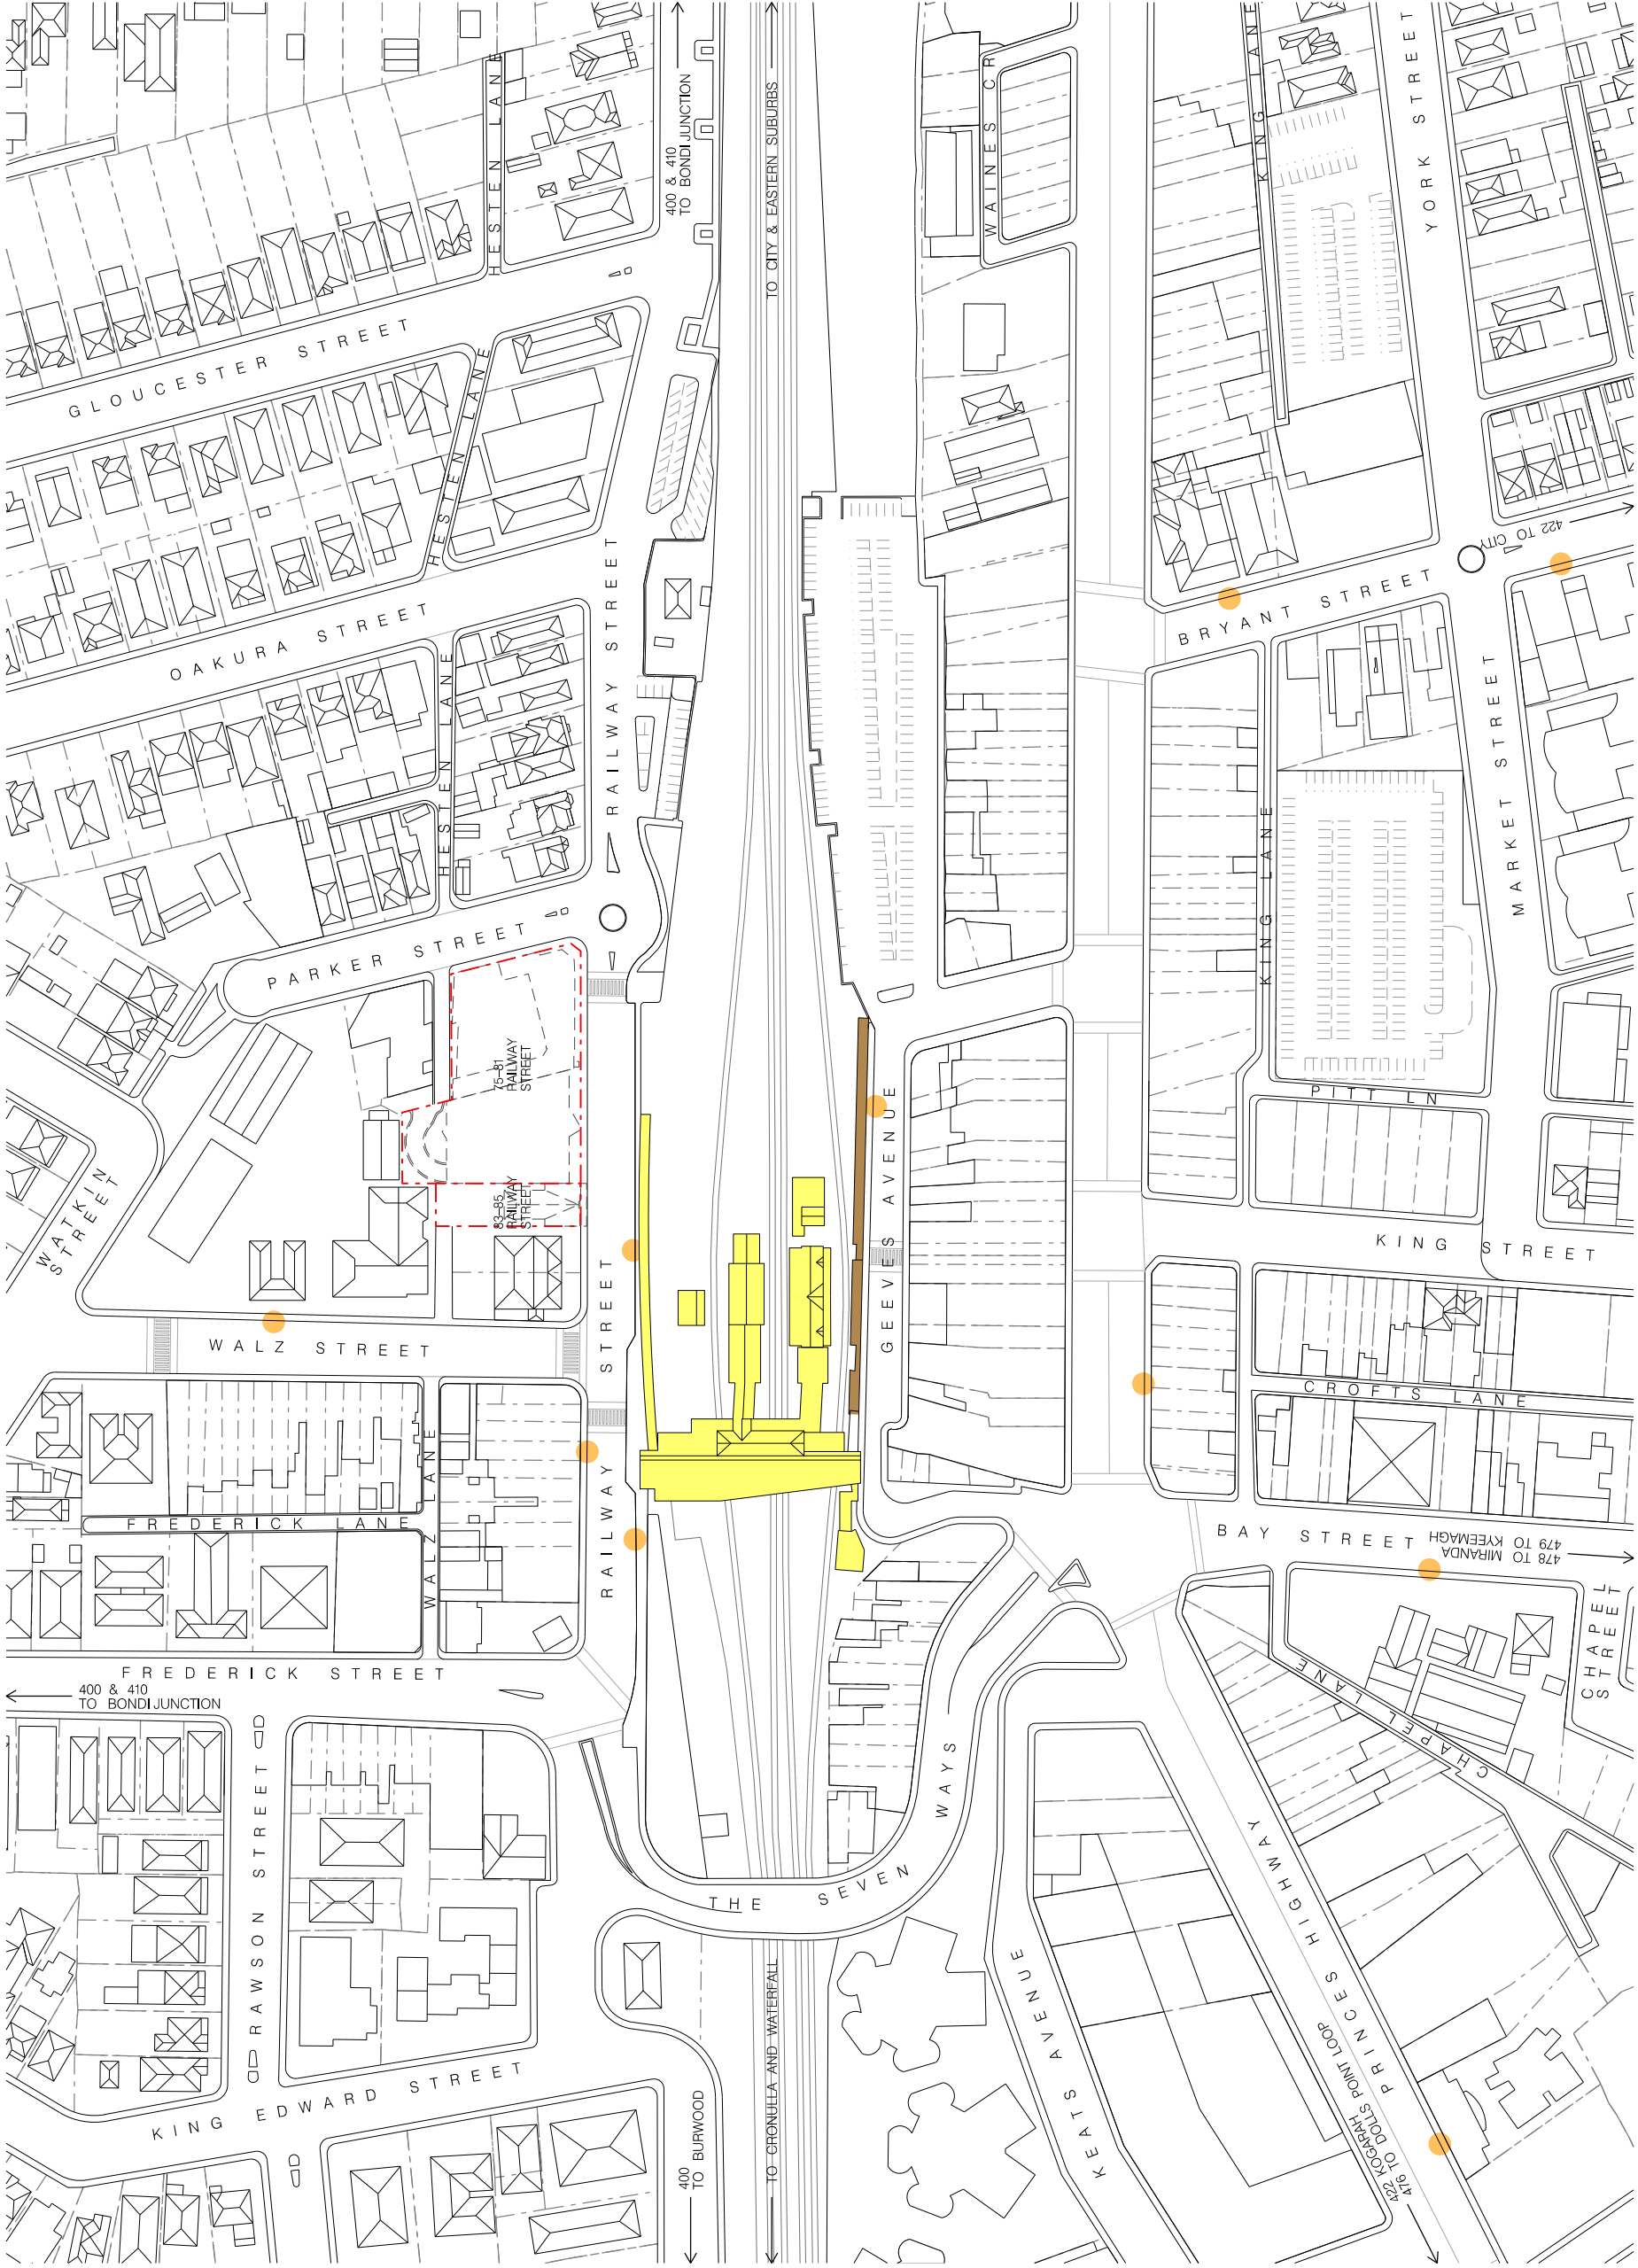 HESTEN LANE
400 & 410
TO BONDI JUNCTION
TO CITY & EASTERN SUBURBS
WAINES CR
KING LANE
YORK STREET
GLOUCESTER STREET
HESTEN LANE
422 TO CITY
OAKURA STREET
RAILWAY STREET
BRYANT STREET
HESTEN LANE
MARKET STREET
KING LANE
PARKER STREET
75-81
RAILWAY
STREET
PITT LN
WATKIN
STREET
83-85
RAILWAY
STREET
GEEVES AVENUE
KING STREET
WALZ STREET
RAILWAY STREET
CROFTS LANE
WALZ LANE
FREDERICK LANE
BAY STREET
478 TO MIRANDA
479 TO KYEEMAGH
CHAPEL
STREET
CHAPEL LANE
FREDERICK STREET
400 & 410
TO BONDI JUNCTION
RAWSON STREET
THE SEVEN WAYS
PRINCES HIGHWAY
KEATS AVENUE
KING EDWARD STREET
400
TO BURWOOD
TO CRONULLA AND WATERFALL
422 KOGARAH
476 TO DOLLS POINT LOOP